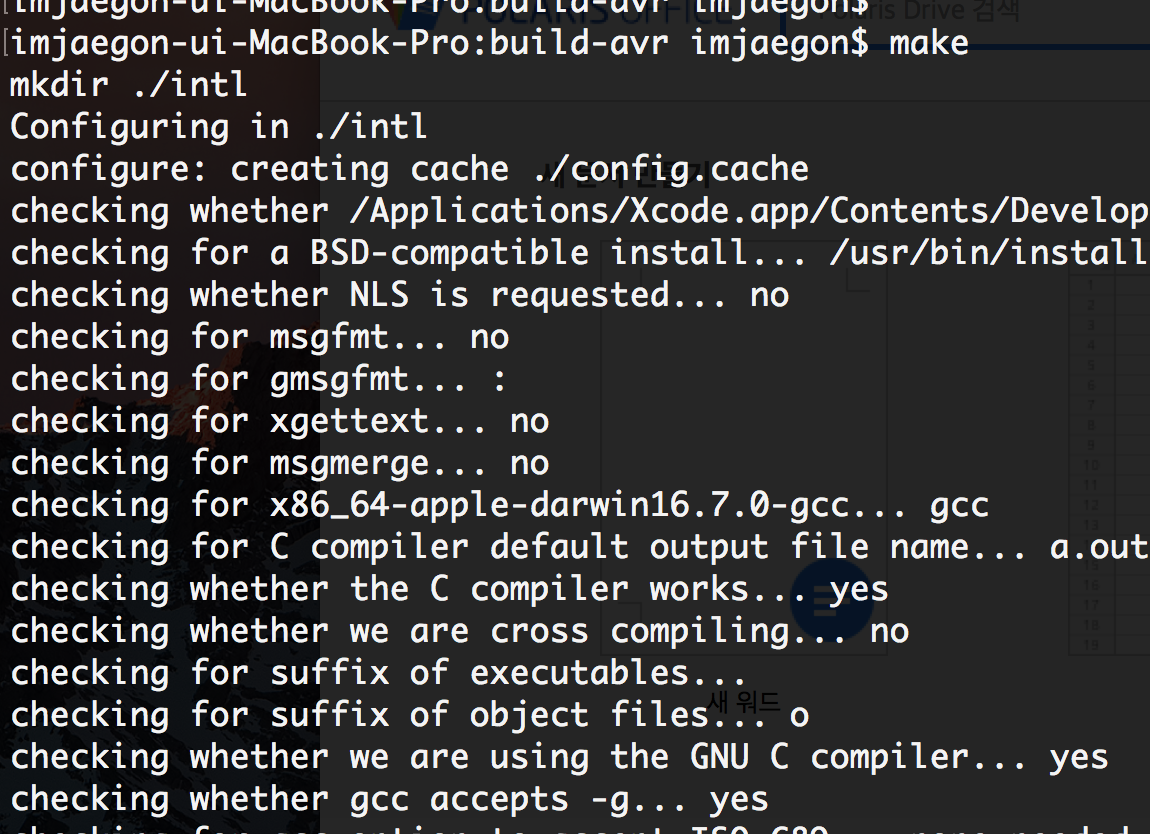 imjaegon-ui-MacBook-Pro:build-avr imjaegon$
POLARIS OFFICE
Polaris Drive 검색
[imjaegon-ui-MacBook-Pro:build-avr imjaegon$ make
mkdir ./intl
Configuring in ./intl
configure: creating cache ./config.cache
checking whether /Applications/Xcode.app/Contents/Develop
checking for a BSD-compatible install... /usr/bin/install
checking whether NLS is requested... no
checking for msgfmt... no
checking for gmsgfmt... :
checking for xgettext... no
checking for msgmerge... no
checking for x86_64-apple-darwin16.7.0-gcc... gcc
checking for C compiler default output file name... a.out
checking whether the C compiler works... yes
checking whether we are cross compiling... no
checking for suffix of executables...
새 워드
checking for suffix of object files... o
checking whether we are using the GNU C compiler... yes
checking whether gcc accepts -g... yes